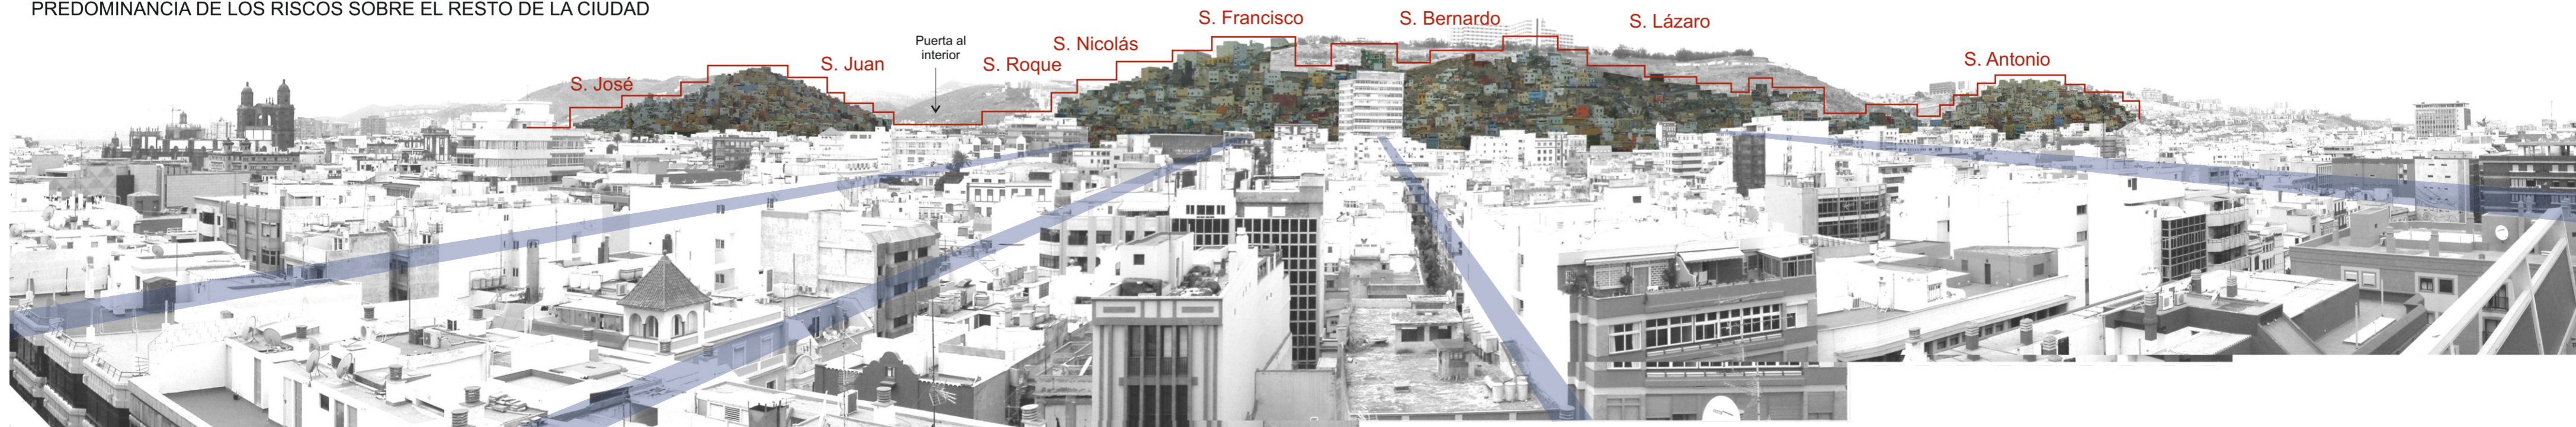 PREDOMINANCIA DE LOS RISCOS SOBRE EL RESTO DE LA CIUDAD
S. José
S. Juan
Puerta al
interior
S. Roque
S. Nicolás
S. Francisco
S. Bernardo
S. Lázaro
S. Antonio